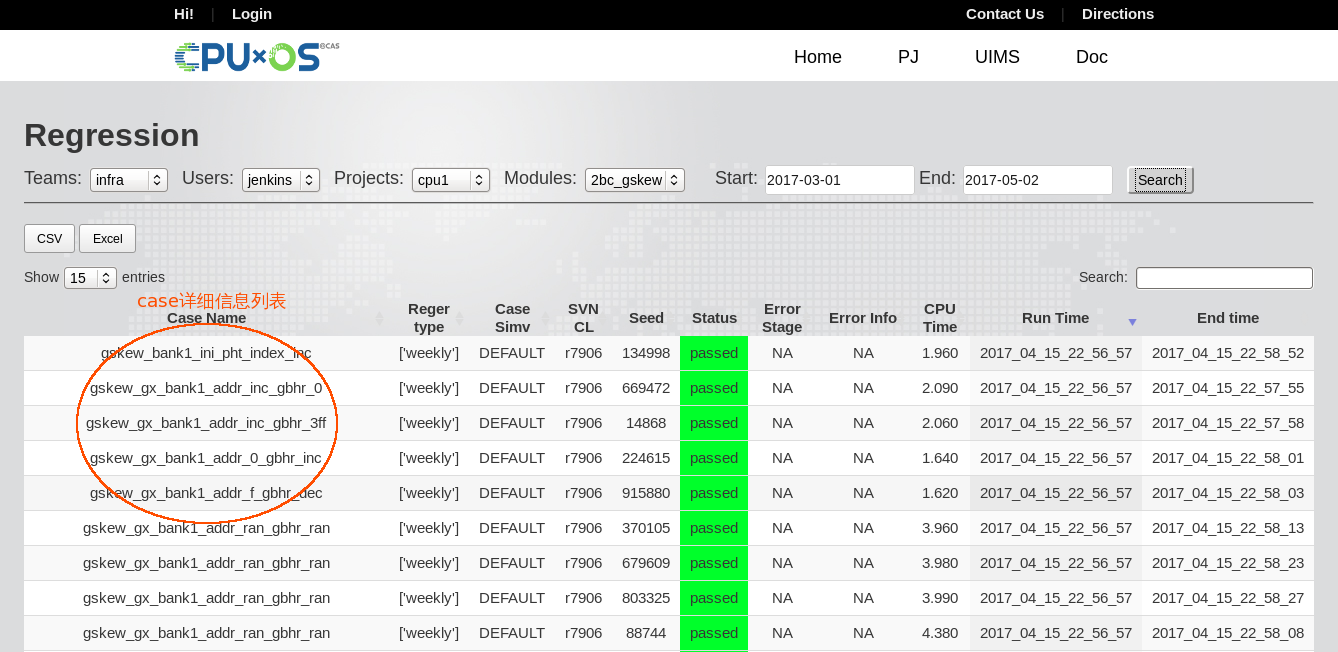 Hi! | Login Contact Us | Directions
CPU×OS @CAS Home PJ UIMS Doc
Regression
Teams: infra Users: jenkins Projects: cpu1 Modules: 2bc_gskew Start: 2017-03-01 End: 2017-05-02 Search
CSV Excel
Show 15 entries Search:
case详细信息列表
Case Name Reger type Case Simv SVN CL Seed Status Error Stage Error Info CPU Time Run Time End time
gskew_bank1_ini_pht_index_inc ['weekly'] DEFAULT r7906 134998 passed NA NA 1.960 2017_04_15_22_56_57 2017_04_15_22_58_52
gskew_gx_bank1_addr_inc_gbhr_0 ['weekly'] DEFAULT r7906 669472 passed NA NA 2.090 2017_04_15_22_56_57 2017_04_15_22_57_55
gskew_gx_bank1_addr_inc_gbhr_3ff ['weekly'] DEFAULT r7906 14868 passed NA NA 2.060 2017_04_15_22_56_57 2017_04_15_22_57_58
gskew_gx_bank1_addr_0_gbhr_inc ['weekly'] DEFAULT r7906 224615 passed NA NA 1.640 2017_04_15_22_56_57 2017_04_15_22_58_01
gskew_gx_bank1_addr_f_gbhr_dec ['weekly'] DEFAULT r7906 915880 passed NA NA 1.620 2017_04_15_22_56_57 2017_04_15_22_58_03
gskew_gx_bank1_addr_ran_gbhr_ran ['weekly'] DEFAULT r7906 370105 passed NA NA 3.960 2017_04_15_22_56_57 2017_04_15_22_58_13
gskew_gx_bank1_addr_ran_gbhr_ran ['weekly'] DEFAULT r7906 679609 passed NA NA 3.980 2017_04_15_22_56_57 2017_04_15_22_58_23
gskew_gx_bank1_addr_ran_gbhr_ran ['weekly'] DEFAULT r7906 803325 passed NA NA 3.990 2017_04_15_22_56_57 2017_04_15_22_58_27
gskew_gx_bank1_addr_ran_gbhr_ran ['weekly'] DEFAULT r7906 88744 passed NA NA 4.380 2017_04_15_22_56_57 2017_04_15_22_58_08